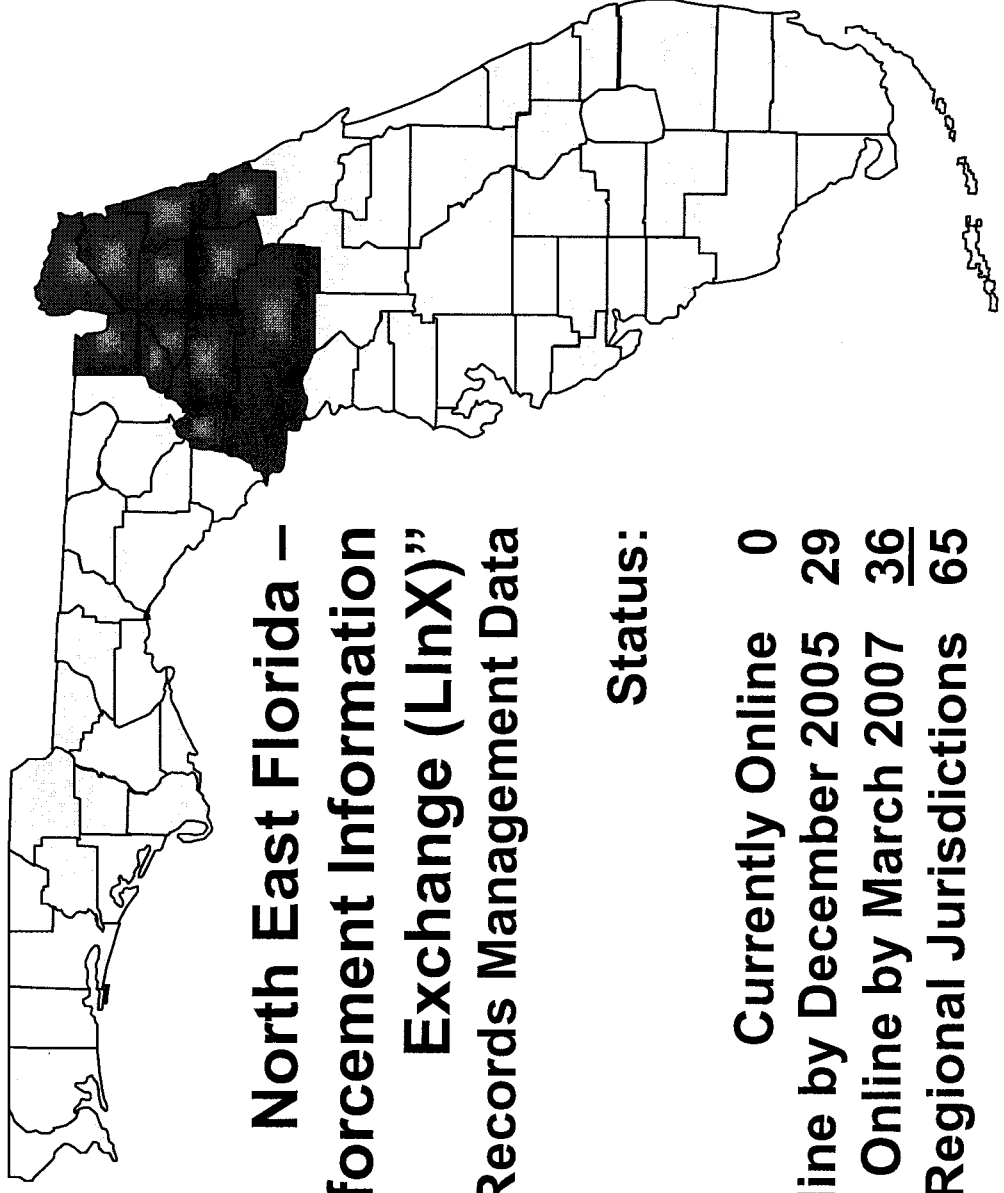 North East Florida –
forcement Information
Exchange (LInX)”
Records Management Data
Status:
Currently Online 0
line by December 2005 29
Online by March 2007 36
Regional Jurisdictions 65